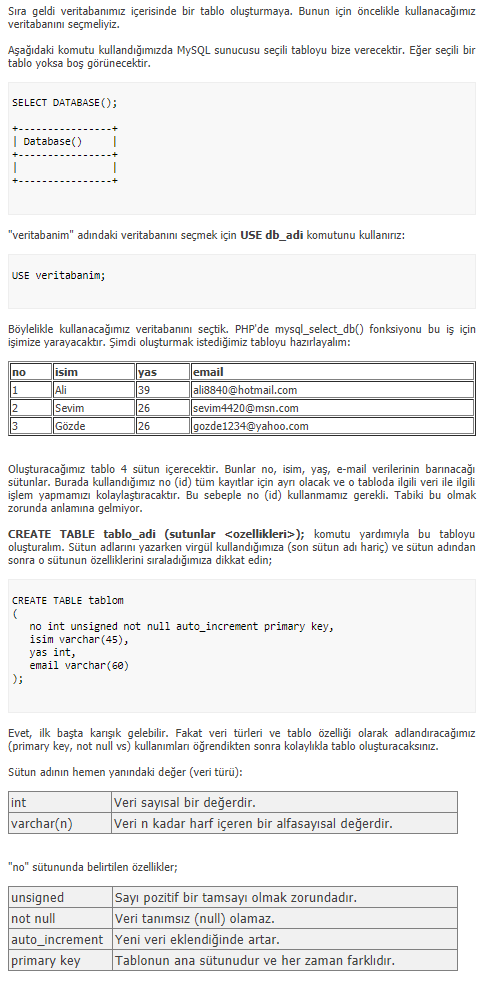 Sıra geldi veritabanımız içerisinde bir tablo oluşturmaya. Bunun için öncelikle kullanacağımız
veritabanını seçmeliyiz.
Aşağıdaki komutu kullandığımızda MySQL sunucusu seçili tabloyu bize verecektir. Eğer seçili bir
tablo yoksa boş görünecektir.
SELECT DATABASE();
+----------------+
| Database()     |
+----------------+
|                |
+----------------+
"veritabanim" adındaki veritabanını seçmek için USE db_adi komutunu kullanırız:
USE veritabanim;
Böylelikle kullanacağımız veritabanını seçtik. PHP'de mysql_select_db() fonksiyonu bu iş için
işimize yarayacaktır. Şimdi oluşturmak istediğimiz tabloyu hazırlayalım:
no isim yas email
1 Ali 39 ali8840@hotmail.com
2 Sevim 26 sevim4420@msn.com
3 Gözde 26 gozde1234@yahoo.com
Oluşturacağımız tablo 4 sütun içerecektir. Bunlar no, isim, yaş, e-mail verilerinin barınacağı
sütunlar. Burada kullandığımız no (id) tüm kayıtlar için ayrı olacak ve o tabloda ilgili veri ile ilgili
işlem yapmamızı kolaylaştıracaktır. Bu sebeple no (id) kullanmamız gerekli. Tabiki bu olmak
zorunda anlamına gelmiyor.
CREATE TABLE tablo_adi (sutunlar <ozellikleri>); komutu yardımıyla bu tabloyu
oluşturalım. Sütun adlarını yazarken virgül kullandığımıza (son sütun adı hariç) ve sütun adından
sonra o sütunun özelliklerini sıraladığımıza dikkat edin;
CREATE TABLE tablom
(
   no int unsigned not null auto_increment primary key,
   isim varchar(45),
   yas int,
   email varchar(60)
);
Evet, ilk başta karışık gelebilir. Fakat veri türleri ve tablo özelliği olarak adlandıracağımız
(primary key, not null vs) kullanımları öğrendikten sonra kolaylıkla tablo oluşturacaksınız.
Sütun adının hemen yanındaki değer (veri türü):
int Veri sayısal bir değerdir.
varchar(n) Veri n kadar harf içeren bir alfasayısal değerdir.
"no" sütununda belirtilen özellikler;
unsigned Sayı pozitif bir tamsayı olmak zorundadır.
not null Veri tanımsız (null) olamaz.
auto_increment Yeni veri eklendiğinde artar.
primary key Tablonun ana sütunudur ve her zaman farklıdır.